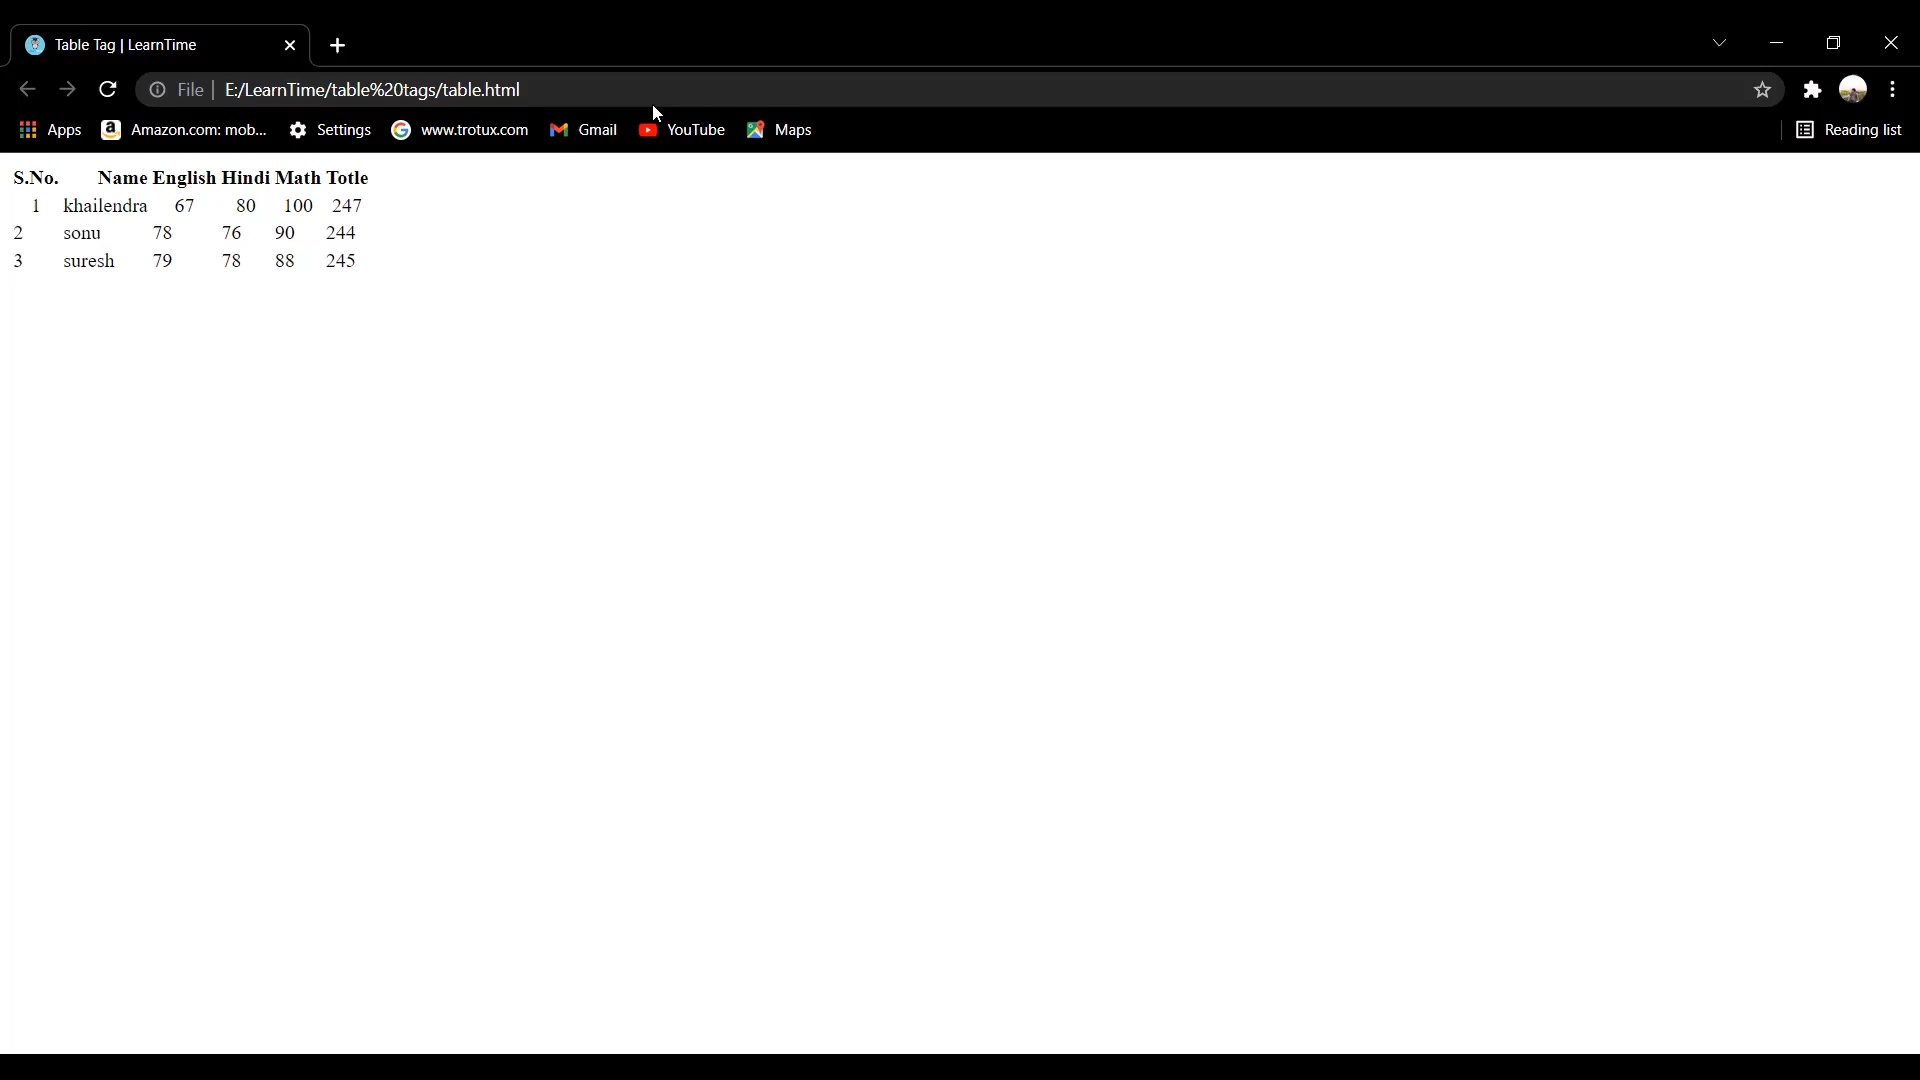 Table Tag | LearnTime
File | E:/LearnTime/table%20tags/table.html
Apps Amazon.com: mob... Settings www.trotux.com Gmail YouTube Maps Reading list
S.No. Name English Hindi Math Totle
1 khailendra 67 80 100 247
2 sonu 78 76 90 244
3 suresh 79 78 88 245